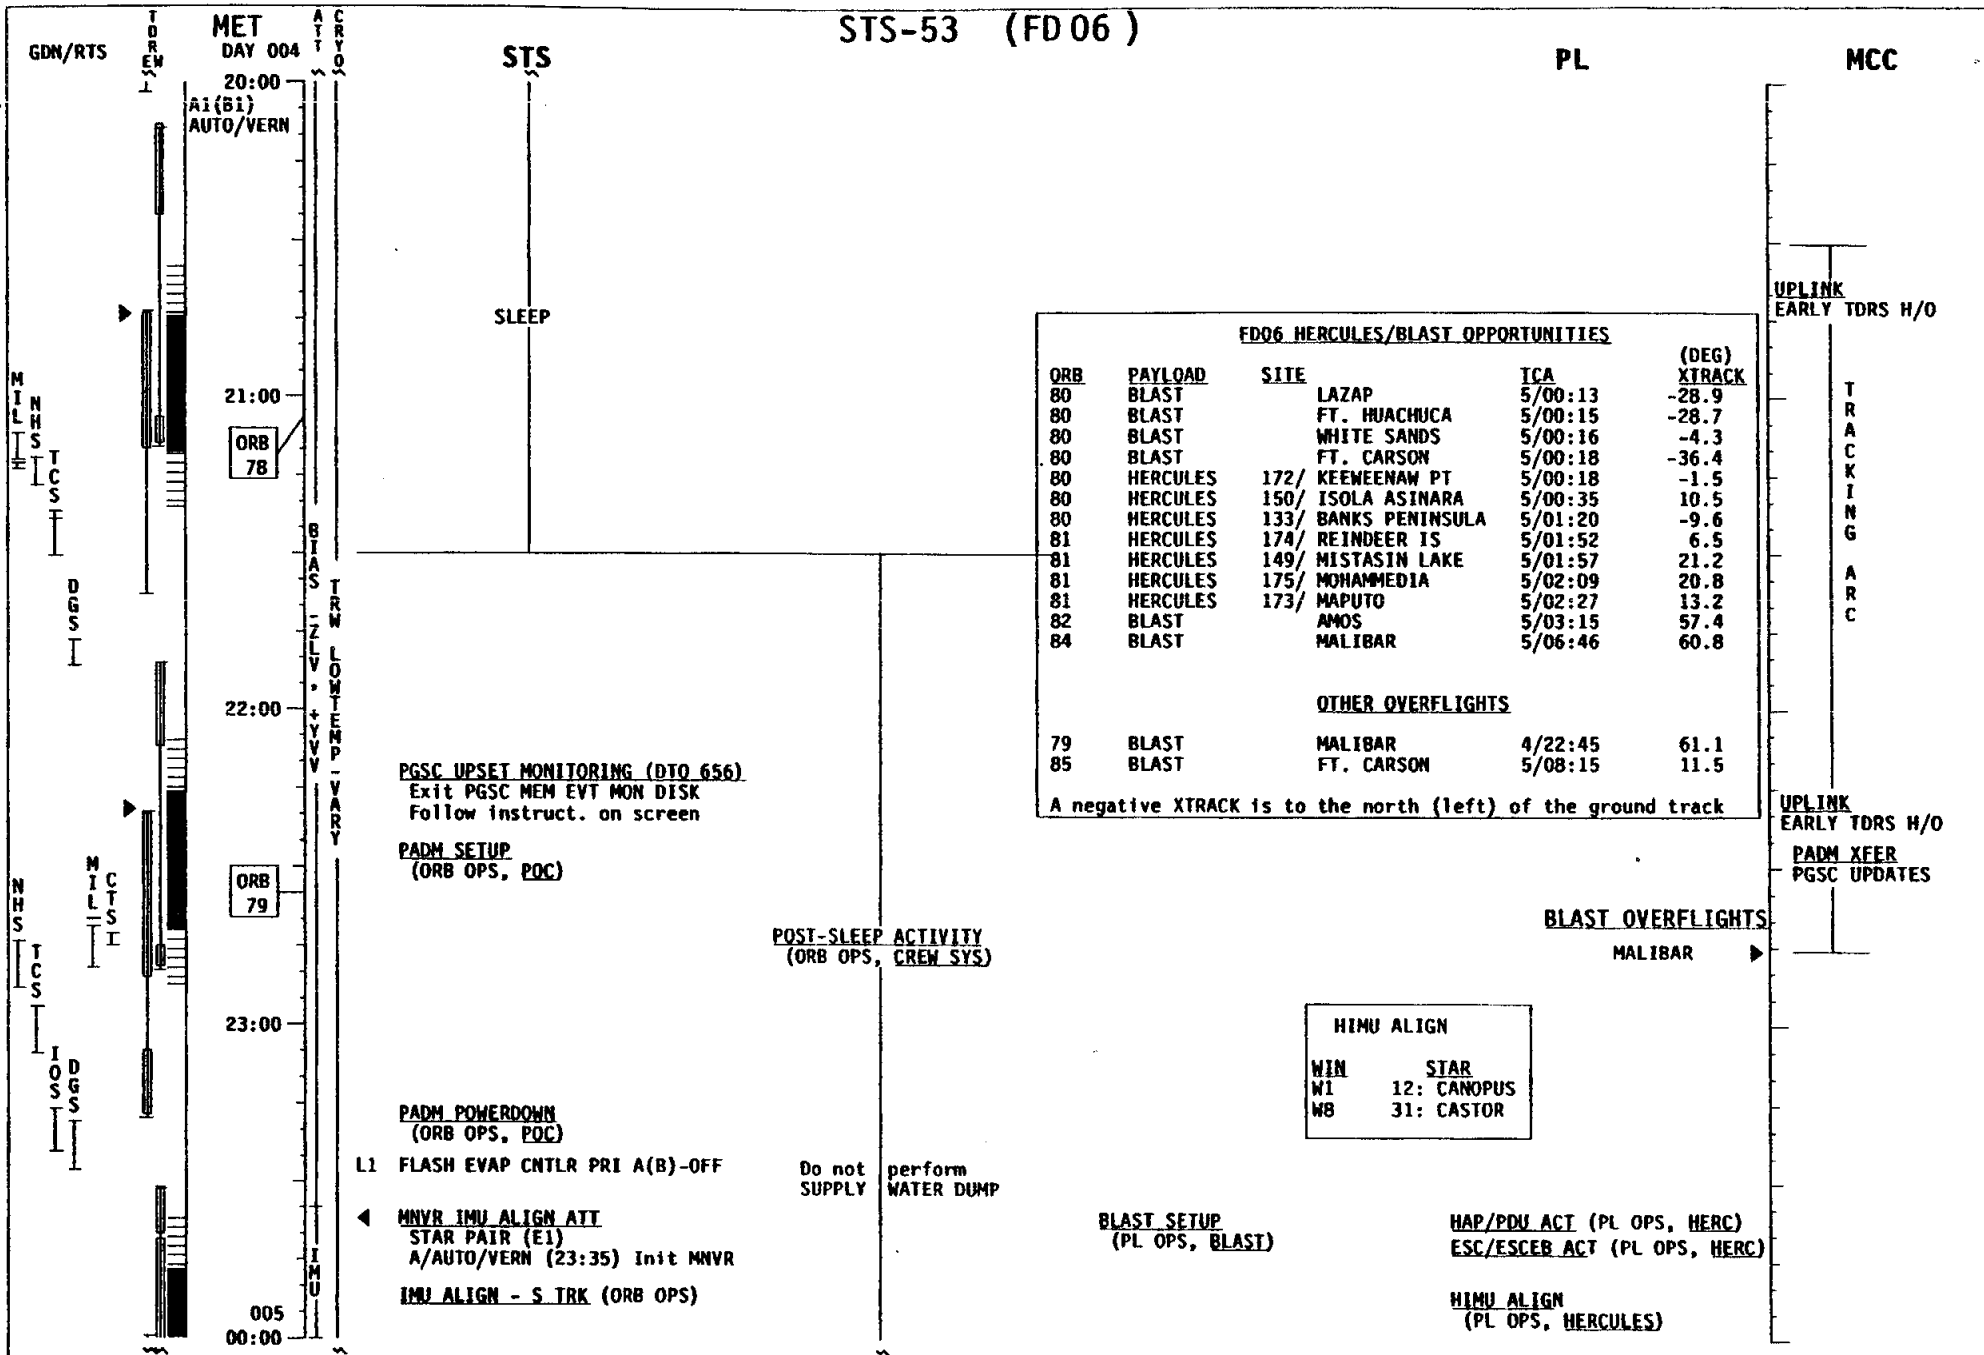 STS-53 (FD 06 )
GDN/RTS
TDREW
MET
DAY 004
ATT
CRYO
STS
PL
MCC
20:00
A1(B1)
AUTO/VERN
SLEEP
UPLINK
EARLY TDRS H/O
FD06 HERCULES/BLAST OPPORTUNITIES
(DEG)
ORB PAYLOAD SITE TCA XTRACK
80 BLAST LAZAP 5/00:13 -28.9
80 BLAST FT. HUACHUCA 5/00:15 -28.7
80 BLAST WHITE SANDS 5/00:16 -4.3
80 BLAST FT. CARSON 5/00:18 -36.4
80 HERCULES 172/ KEEWEENAW PT 5/00:18 -1.5
80 HERCULES 150/ ISOLA ASINARA 5/00:35 10.5
80 HERCULES 133/ BANKS PENINSULA 5/01:20 -9.6
81 HERCULES 174/ REINDEER IS 5/01:52 6.5
81 HERCULES 149/ MISTASIN LAKE 5/01:57 21.2
81 HERCULES 175/ MOHAMMEDIA 5/02:09 20.8
81 HERCULES 173/ MAPUTO 5/02:27 13.2
82 BLAST AMOS 5/03:15 57.4
84 BLAST MALIBAR 5/06:46 60.8
OTHER OVERFLIGHTS
79 BLAST MALIBAR 4/22:45 61.1
85 BLAST FT. CARSON 5/08:15 11.5
A negative XTRACK is to the north (left) of the ground track
TRACKING ARC
MIL
NHS
TCS
DGS
21:00
ORB
78
BIAS -ZLV, +YVV
TRW LOWTEMP-VARY
22:00
PGSC UPSET MONITORING (DTO 656)
Exit PGSC MEM EVT MON DISK
Follow instruct. on screen
PADM SETUP
(ORB OPS, POC)
UPLINK
EARLY TDRS H/O
PADM XFER
PGSC UPDATES
NHS
TCS
MIL
CTS
ORB
79
BLAST OVERFLIGHTS
MALIBAR
POST-SLEEP ACTIVITY
(ORB OPS, CREW SYS)
23:00
HIMU ALIGN
WIN STAR
W1 12: CANOPUS
W8 31: CASTOR
IOS
DGS
PADM POWERDOWN
(ORB OPS, POC)
L1 FLASH EVAP CNTLR PRI A(B)-OFF
Do not perform
SUPPLY WATER DUMP
MNVR IMU ALIGN ATT
STAR PAIR (E1)
A/AUTO/VERN (23:35) Init MNVR
IMU
IMU ALIGN - S TRK (ORB OPS)
BLAST SETUP
(PL OPS, BLAST)
HAP/PDU ACT (PL OPS, HERC)
ESC/ESCEB ACT (PL OPS, HERC)
HIMU ALIGN
(PL OPS, HERCULES)
005
00:00